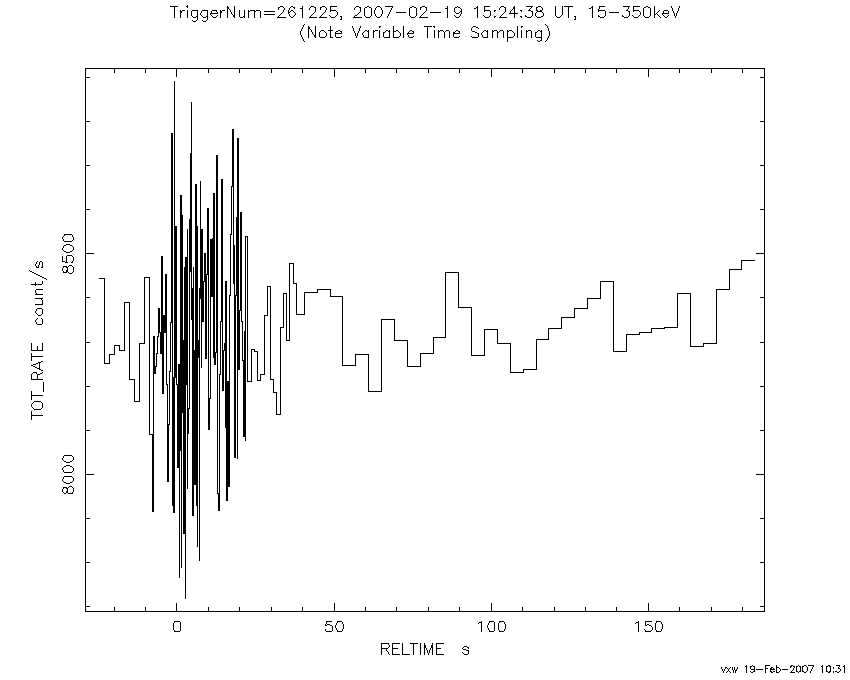 TriggerNum=261225, 2007-02-19 15:24:38 UT, 15-350keV
(Note Variable Time Sampling)
TOT_RATE count/s
8500
8000
0 50 100 150
RELTIME s
vxw 19-Feb-2007 10:31